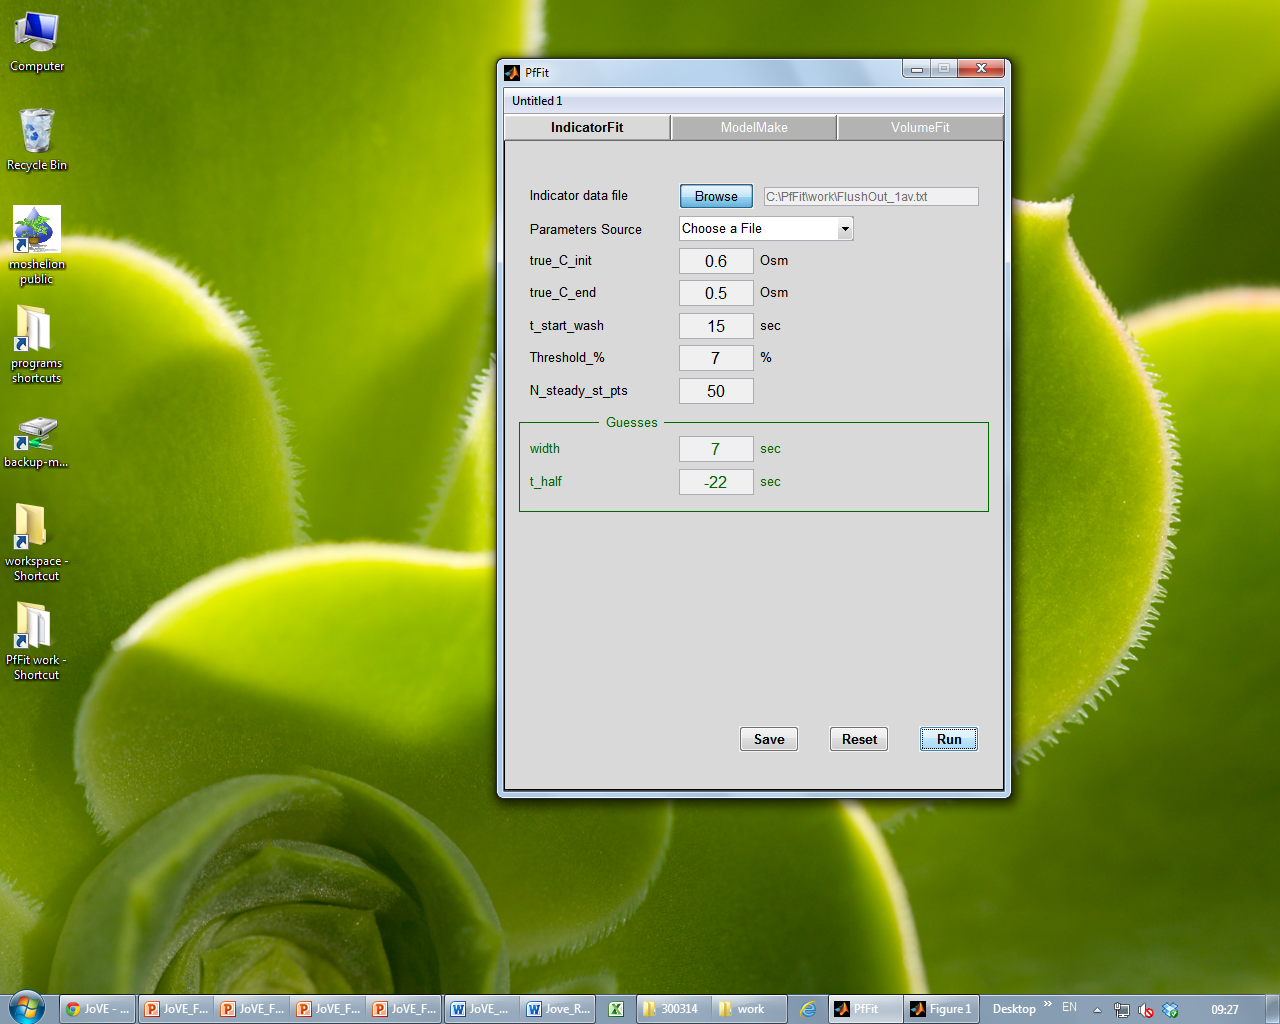 Computer
Recycle Bin
moshelion
public
programs
shortcuts
backup-m...
workspace -
Shortcut
PfFit work -
Shortcut
PfFit
Untitled 1
IndicatorFit ModelMake VolumeFit
Indicator data file Browse C:\PfFit\work\FlushOut_1av.txt
Parameters Source Choose a File
true_C_init 0.6 Osm
true_C_end 0.5 Osm
t_start_wash 15 sec
Threshold_% 7 %
N_steady_st_pts 50
Guesses
width 7 sec
t_half -22 sec
Save Reset Run
JoVE - ... JoVE_F... JoVE_F... JoVE_F... JoVE_F... JoVE_... Jove_R... 300314 work PfFit Figure 1 Desktop » EN 09:27